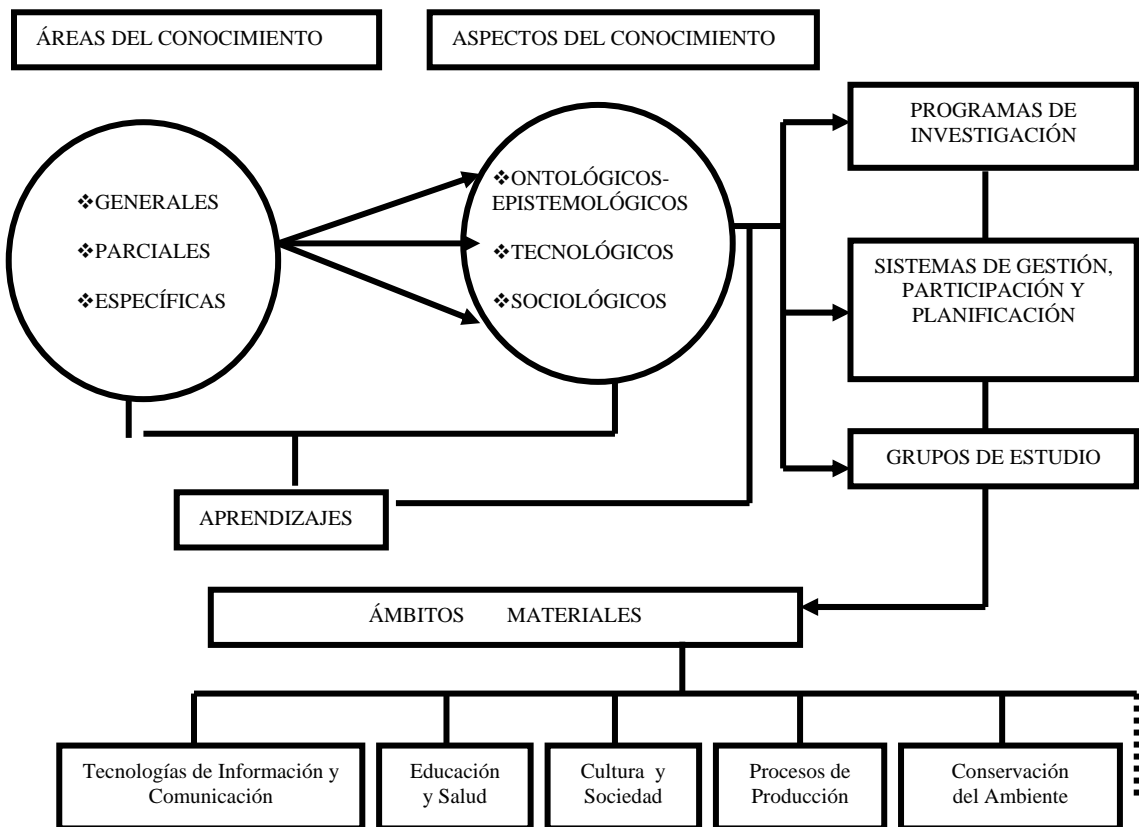 ÁREAS DEL CONOCIMIENTO
ASPECTOS DEL CONOCIMIENTO
❖GENERALES
❖PARCIALES
❖ESPECÍFICAS
❖ONTOLÓGICOS-
EPISTEMOLÓGICOS
❖TECNOLÓGICOS
❖SOCIOLÓGICOS
PROGRAMAS DE
INVESTIGACIÓN
SISTEMAS DE GESTIÓN,
PARTICIPACIÓN Y
PLANIFICACIÓN
GRUPOS DE ESTUDIO
APRENDIZAJES
ÁMBITOS MATERIALES
Tecnologías de Información y
Comunicación
Educación
y Salud
Cultura y
Sociedad
Procesos de
Producción
Conservación
del Ambiente